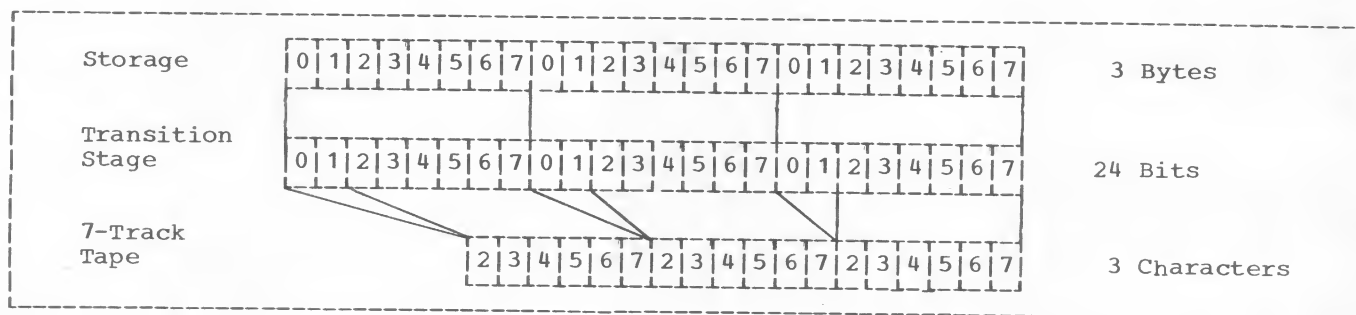 Storage 0 1 2 3 4 5 6 7 0 1 2 3 4 5 6 7 0 1 2 3 4 5 6 7 3 Bytes
Transition
Stage 0 1 2 3 4 5 6 7 0 1 2 3 4 5 6 7 0 1 2 3 4 5 6 7 24 Bits
7-Track
Tape 2 3 4 5 6 7 2 3 4 5 6 7 2 3 4 5 6 7 3 Characters